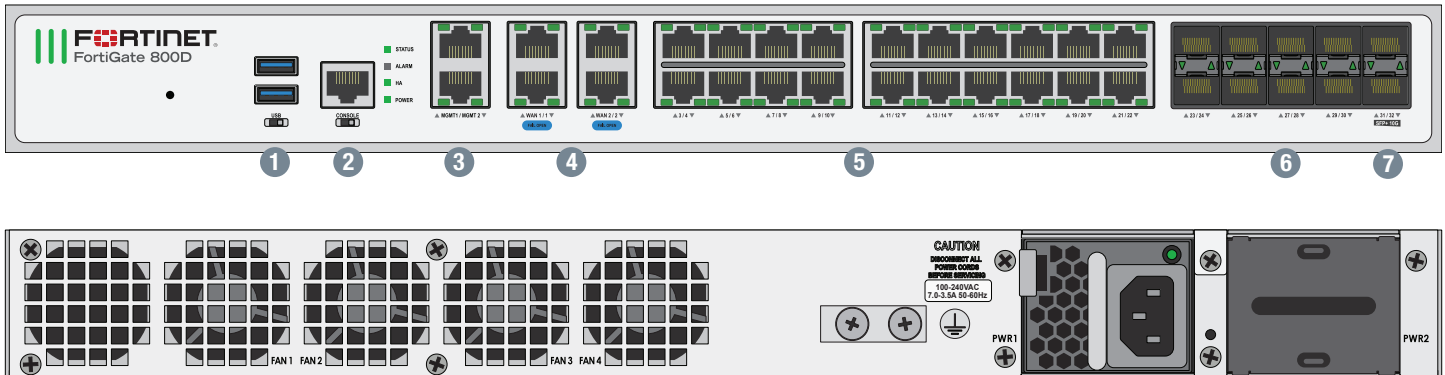 FORTINET
FortiGate 800D
STATUS
ALARM
HA
POWER
USB
CONSOLE
▲ MGMT1 / MGMT 2 ▼
▲ WAN 1 / 1 ▼
▲ WAN 2 / 2 ▼
▲ 3 / 4 ▼
▲ 5 / 6 ▼
▲ 7 / 8 ▼
▲ 9 / 10 ▼
▲ 11 / 12 ▼
▲ 13 / 14 ▼
▲ 15 / 16 ▼
▲ 17 / 18 ▼
▲ 19 / 20 ▼
▲ 21 / 22 ▼
▲ 23 / 24 ▼
▲ 25 / 26 ▼
▲ 27 / 28 ▼
▲ 29 / 30 ▼
▲ 31 / 32 ▼
SFP+ 10G
1
2
3
4
5
6
7
CAUTION
DISCONNECT ALL
POWER CORDS
BEFORE SERVICING
100-240VAC
7.0-3.5A 50-60Hz
FAN 1
FAN 2
FAN 3
FAN 4
PWR1
PWR2